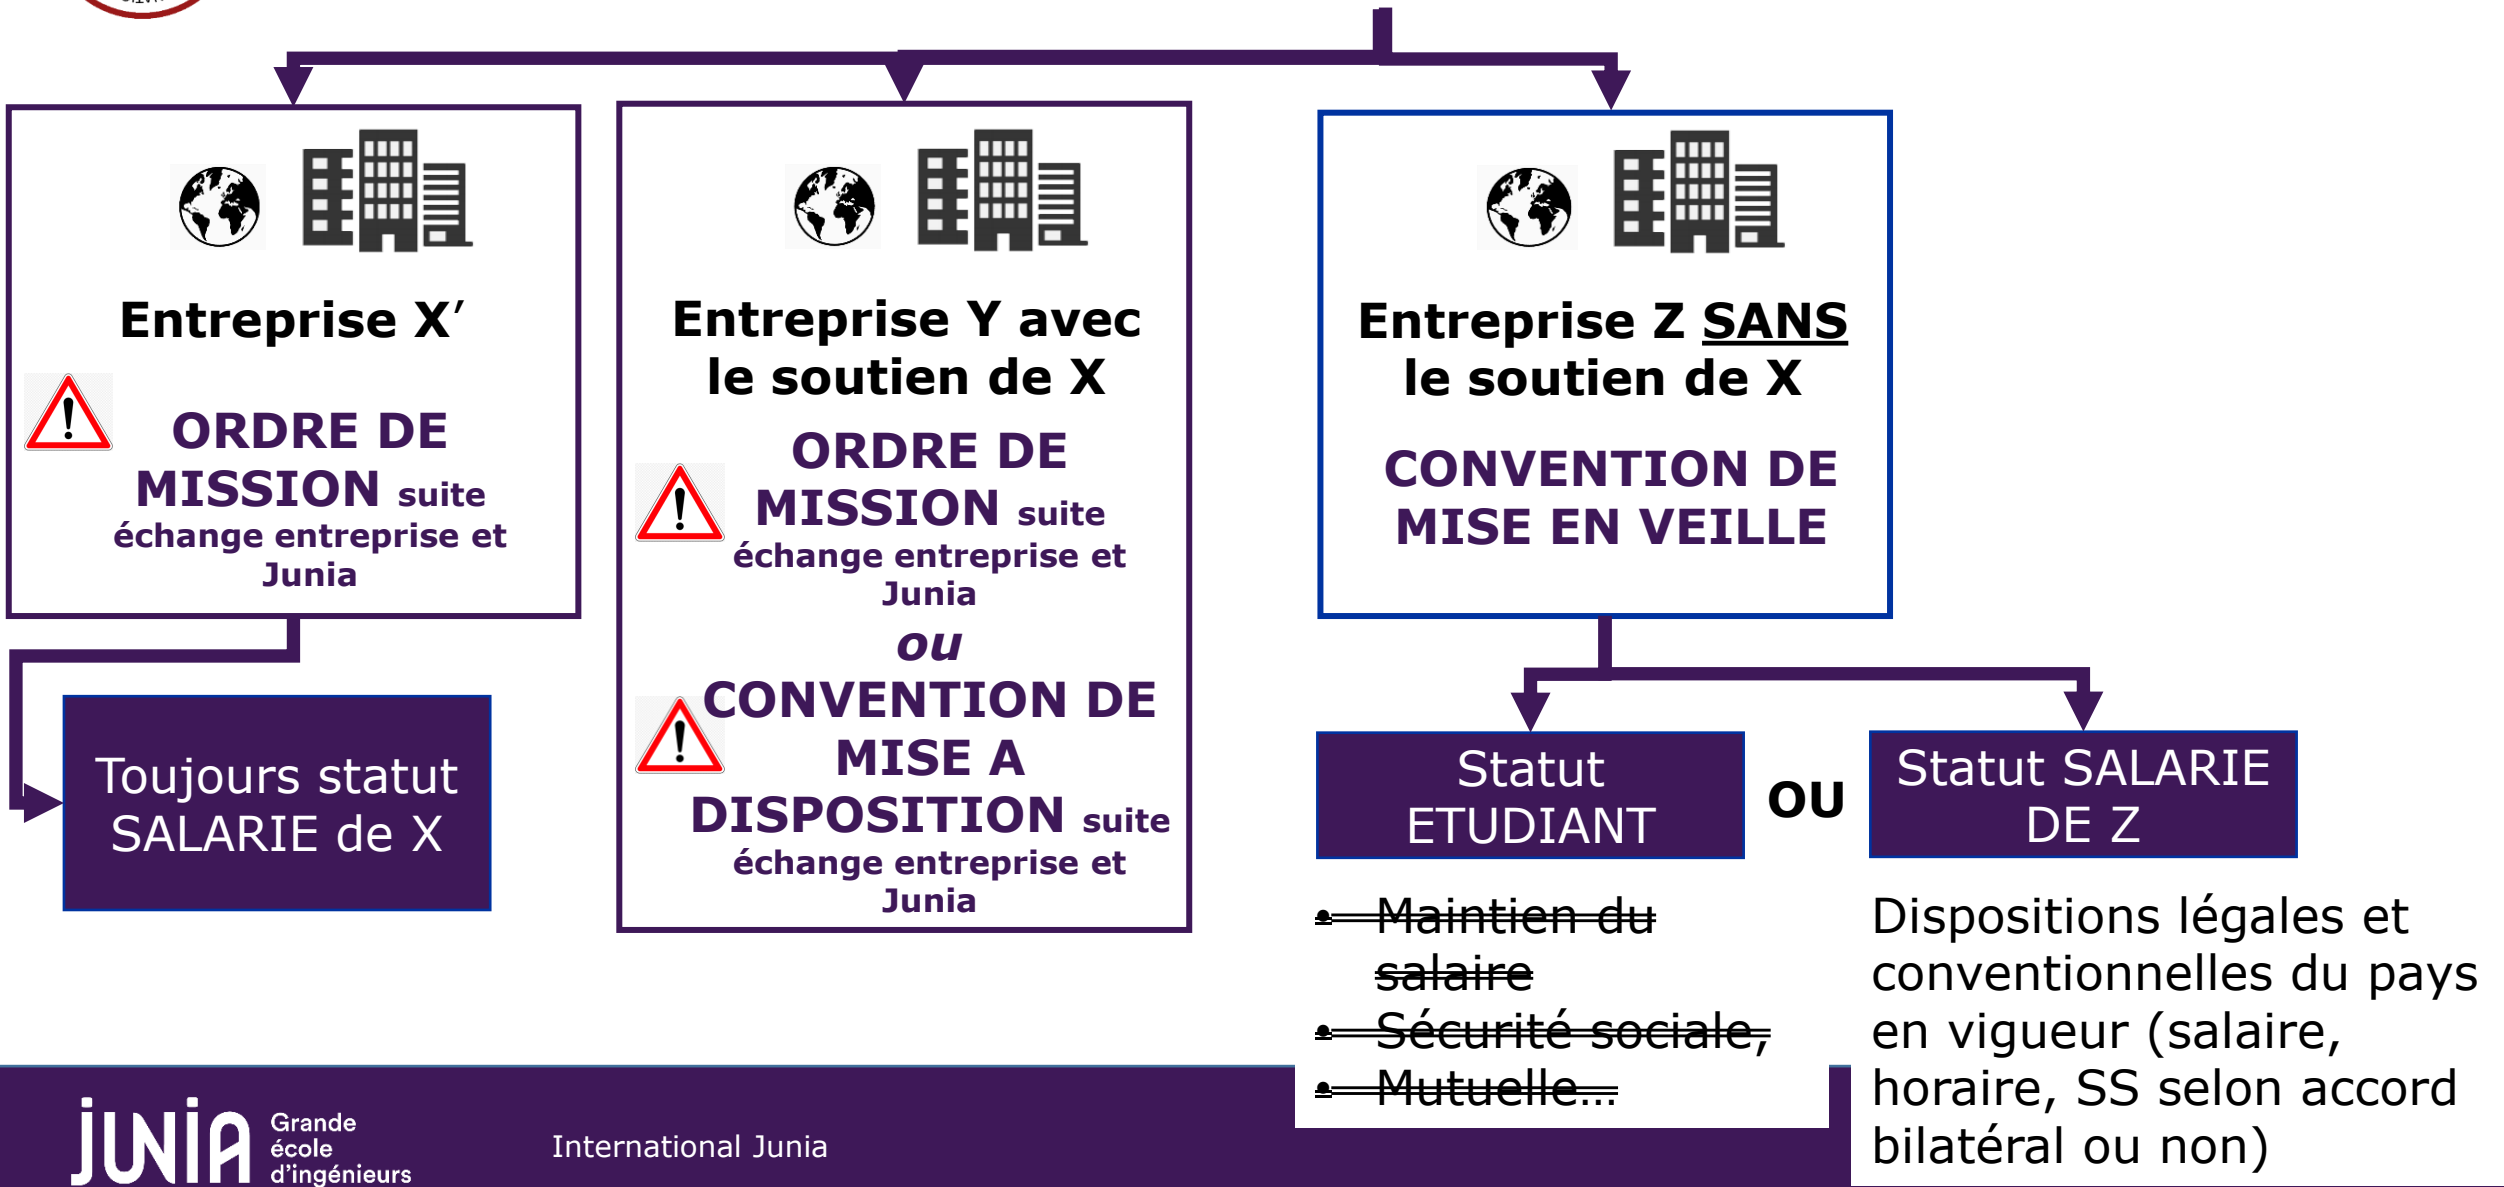 Entreprise X’
ORDRE DE
MISSION suite
échange entreprise et
Junia
Toujours statut
SALARIE de X
Entreprise Y avec
le soutien de X
ORDRE DE
MISSION suite
échange entreprise et
Junia
ou
CONVENTION DE
MISE A
DISPOSITION suite
échange entreprise et
Junia
Entreprise Z SANS
le soutien de X
CONVENTION DE
MISE EN VEILLE
Statut
ETUDIANT
OU
Statut SALARIE
DE Z
• Maintien du
salaire
• Sécurité sociale,
• Mutuelle...
Dispositions légales et
conventionnelles du pays
en vigueur (salaire,
horaire, SS selon accord
bilatéral ou non)
JUNIA
Grande
école
d’ingénieurs
International Junia